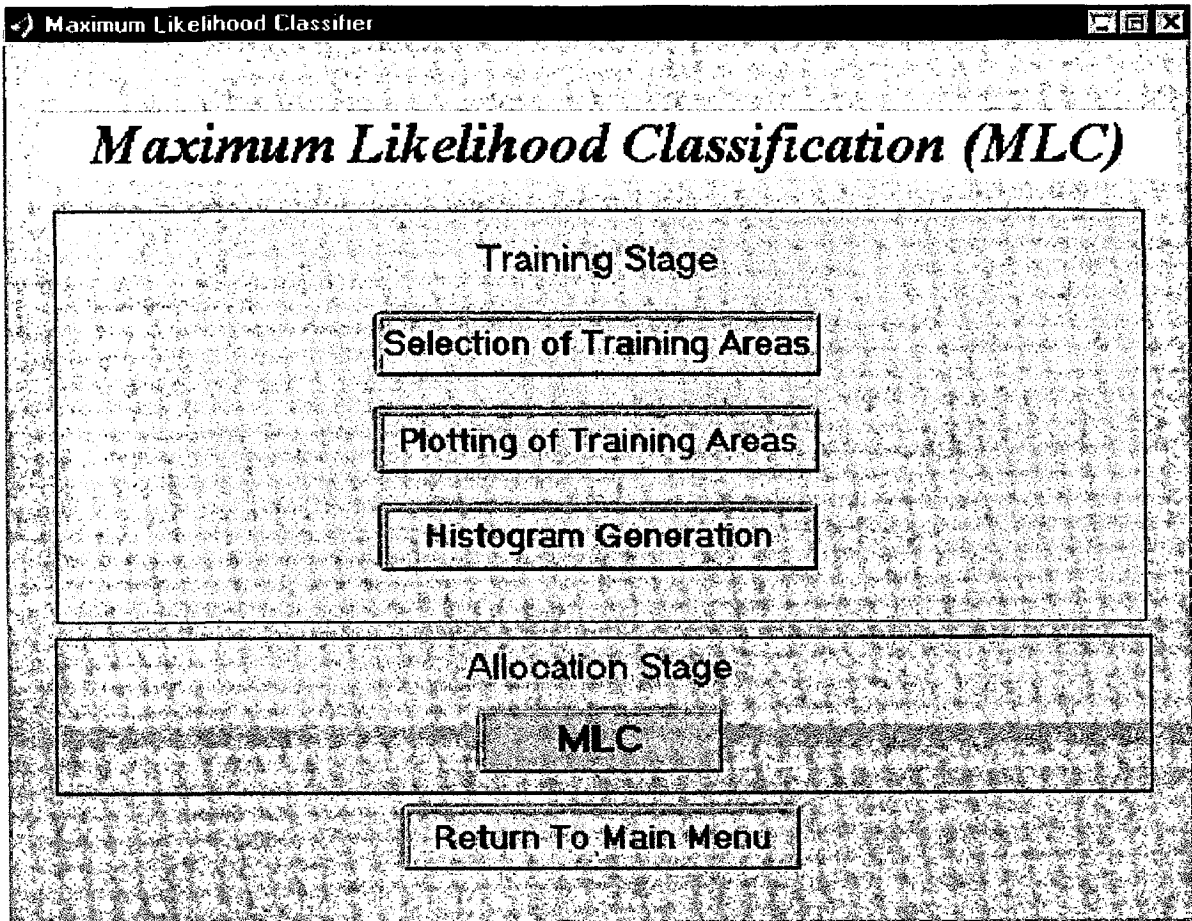 Maximum Likelihood Classifier
Maximum Likelihood Classification (MLC)
Training Stage
Selection of Training Areas
Plotting of Training Areas
Histogram Generation
Allocation Stage
MLC
Return To Main Menu